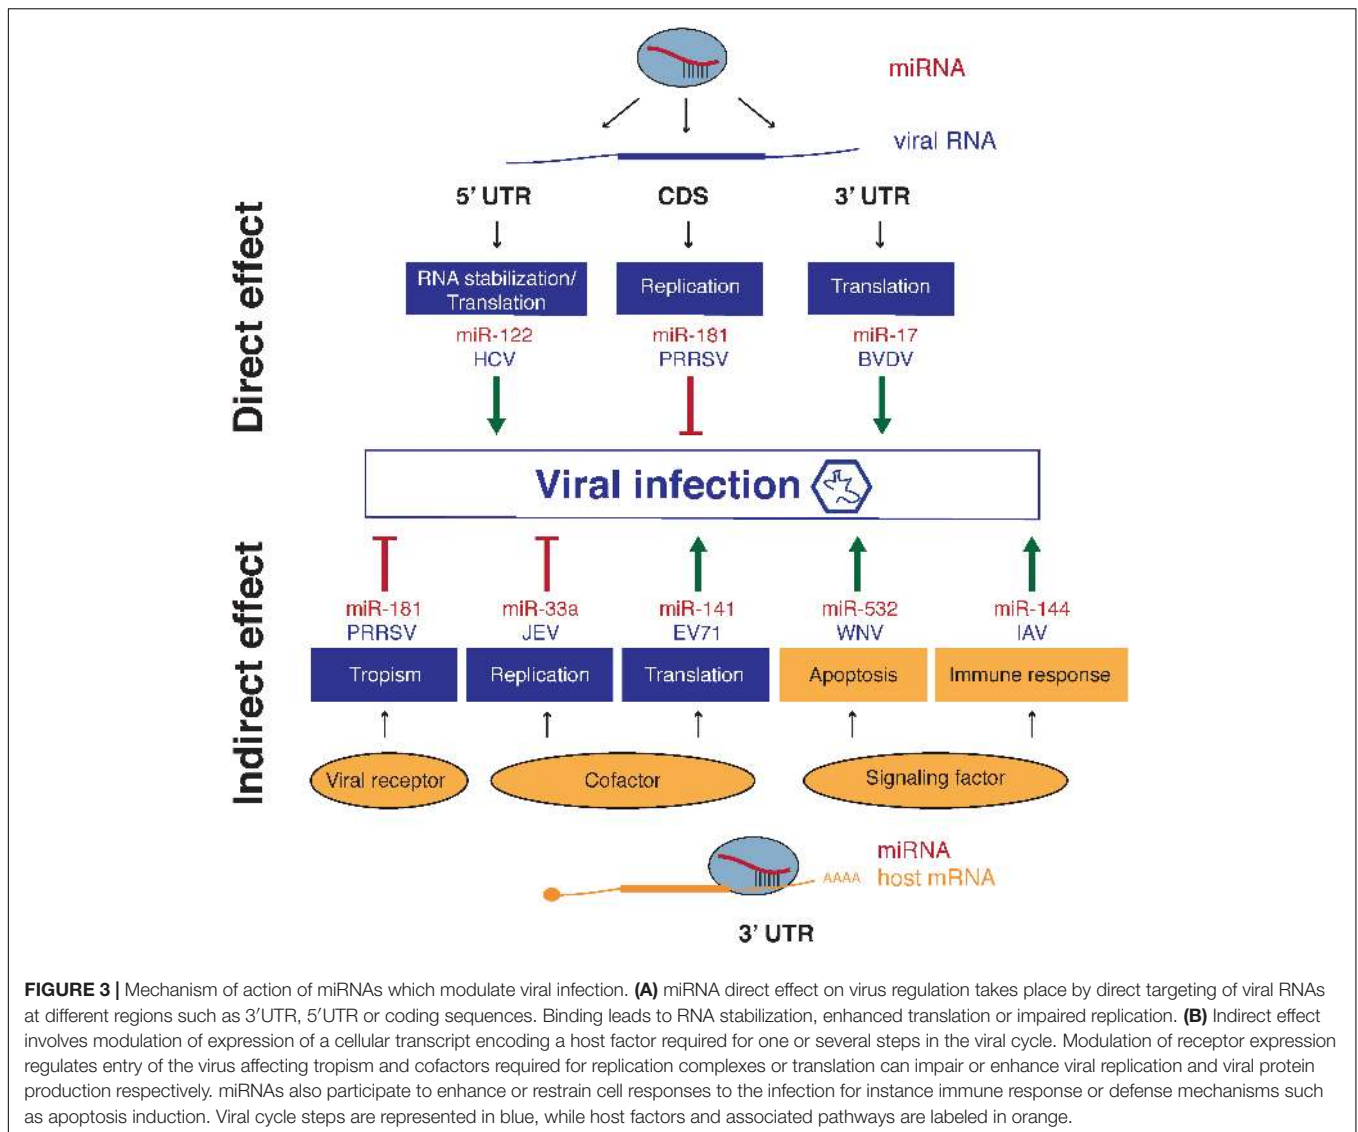 miRNA
viral RNA
5' UTR CDS 3' UTR
Direct effect
RNA stabilization/
Translation
Replication
Translation
miR-122 miR-181 miR-17
HCV PRRSV BVDV
Viral infection
Indirect effect
miR-181 miR-33a miR-141 miR-532 miR-144
PRRSV JEV EV71 WNV IAV
Tropism Replication Translation Apoptosis Immune response
Viral receptor Cofactor Signaling factor
miRNA
AAAA host mRNA
3' UTR
FIGURE 3 | Mechanism of action of miRNAs which modulate viral infection. (A) miRNA direct effect on virus regulation takes place by direct targeting of viral RNAs
at different regions such as 3′UTR, 5′UTR or coding sequences. Binding leads to RNA stabilization, enhanced translation or impaired replication. (B) Indirect effect
involves modulation of expression of a cellular transcript encoding a host factor required for one or several steps in the viral cycle. Modulation of receptor expression
regulates entry of the virus affecting tropism and cofactors required for replication complexes or translation can impair or enhance viral replication and viral protein
production respectively. miRNAs also participate to enhance or restrain cell responses to the infection for instance immune response or defense mechanisms such
as apoptosis induction. Viral cycle steps are represented in blue, while host factors and associated pathways are labeled in orange.